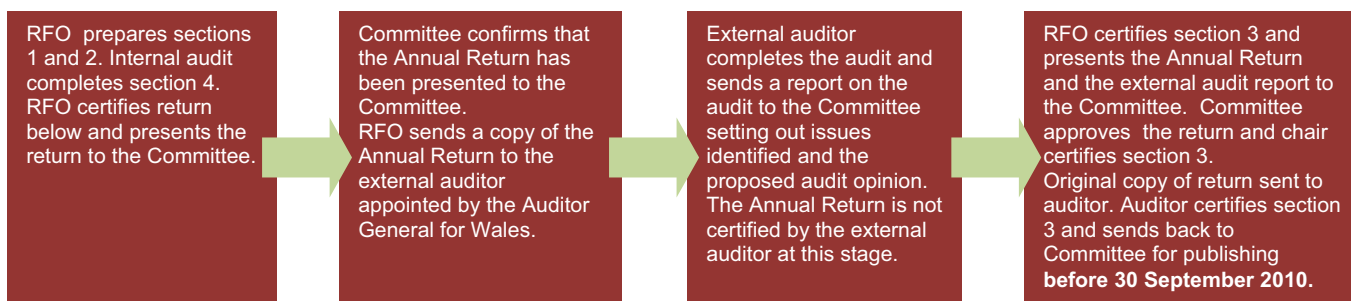 RFO prepares sections
1 and 2. Internal audit
completes section 4.
RFO certifies return
below and presents the
return to the Committee.
Committee confirms that
the Annual Return has
been presented to the
Committee.
RFO sends a copy of the
Annual Return to the
external auditor
appointed by the Auditor
General for Wales.
External auditor
completes the audit and
sends a report on the
audit to the Committee
setting out issues
identified and the
proposed audit opinion.
The Annual Return is not
certified by the external
auditor at this stage.
RFO certifies section 3 and
presents the Annual Return
and the external audit report to
the Committee. Committee
approves the return and chair
certifies section 3.
Original copy of return sent to
auditor. Auditor certifies section
3 and sends back to
Committee for publishing
before 30 September 2010.